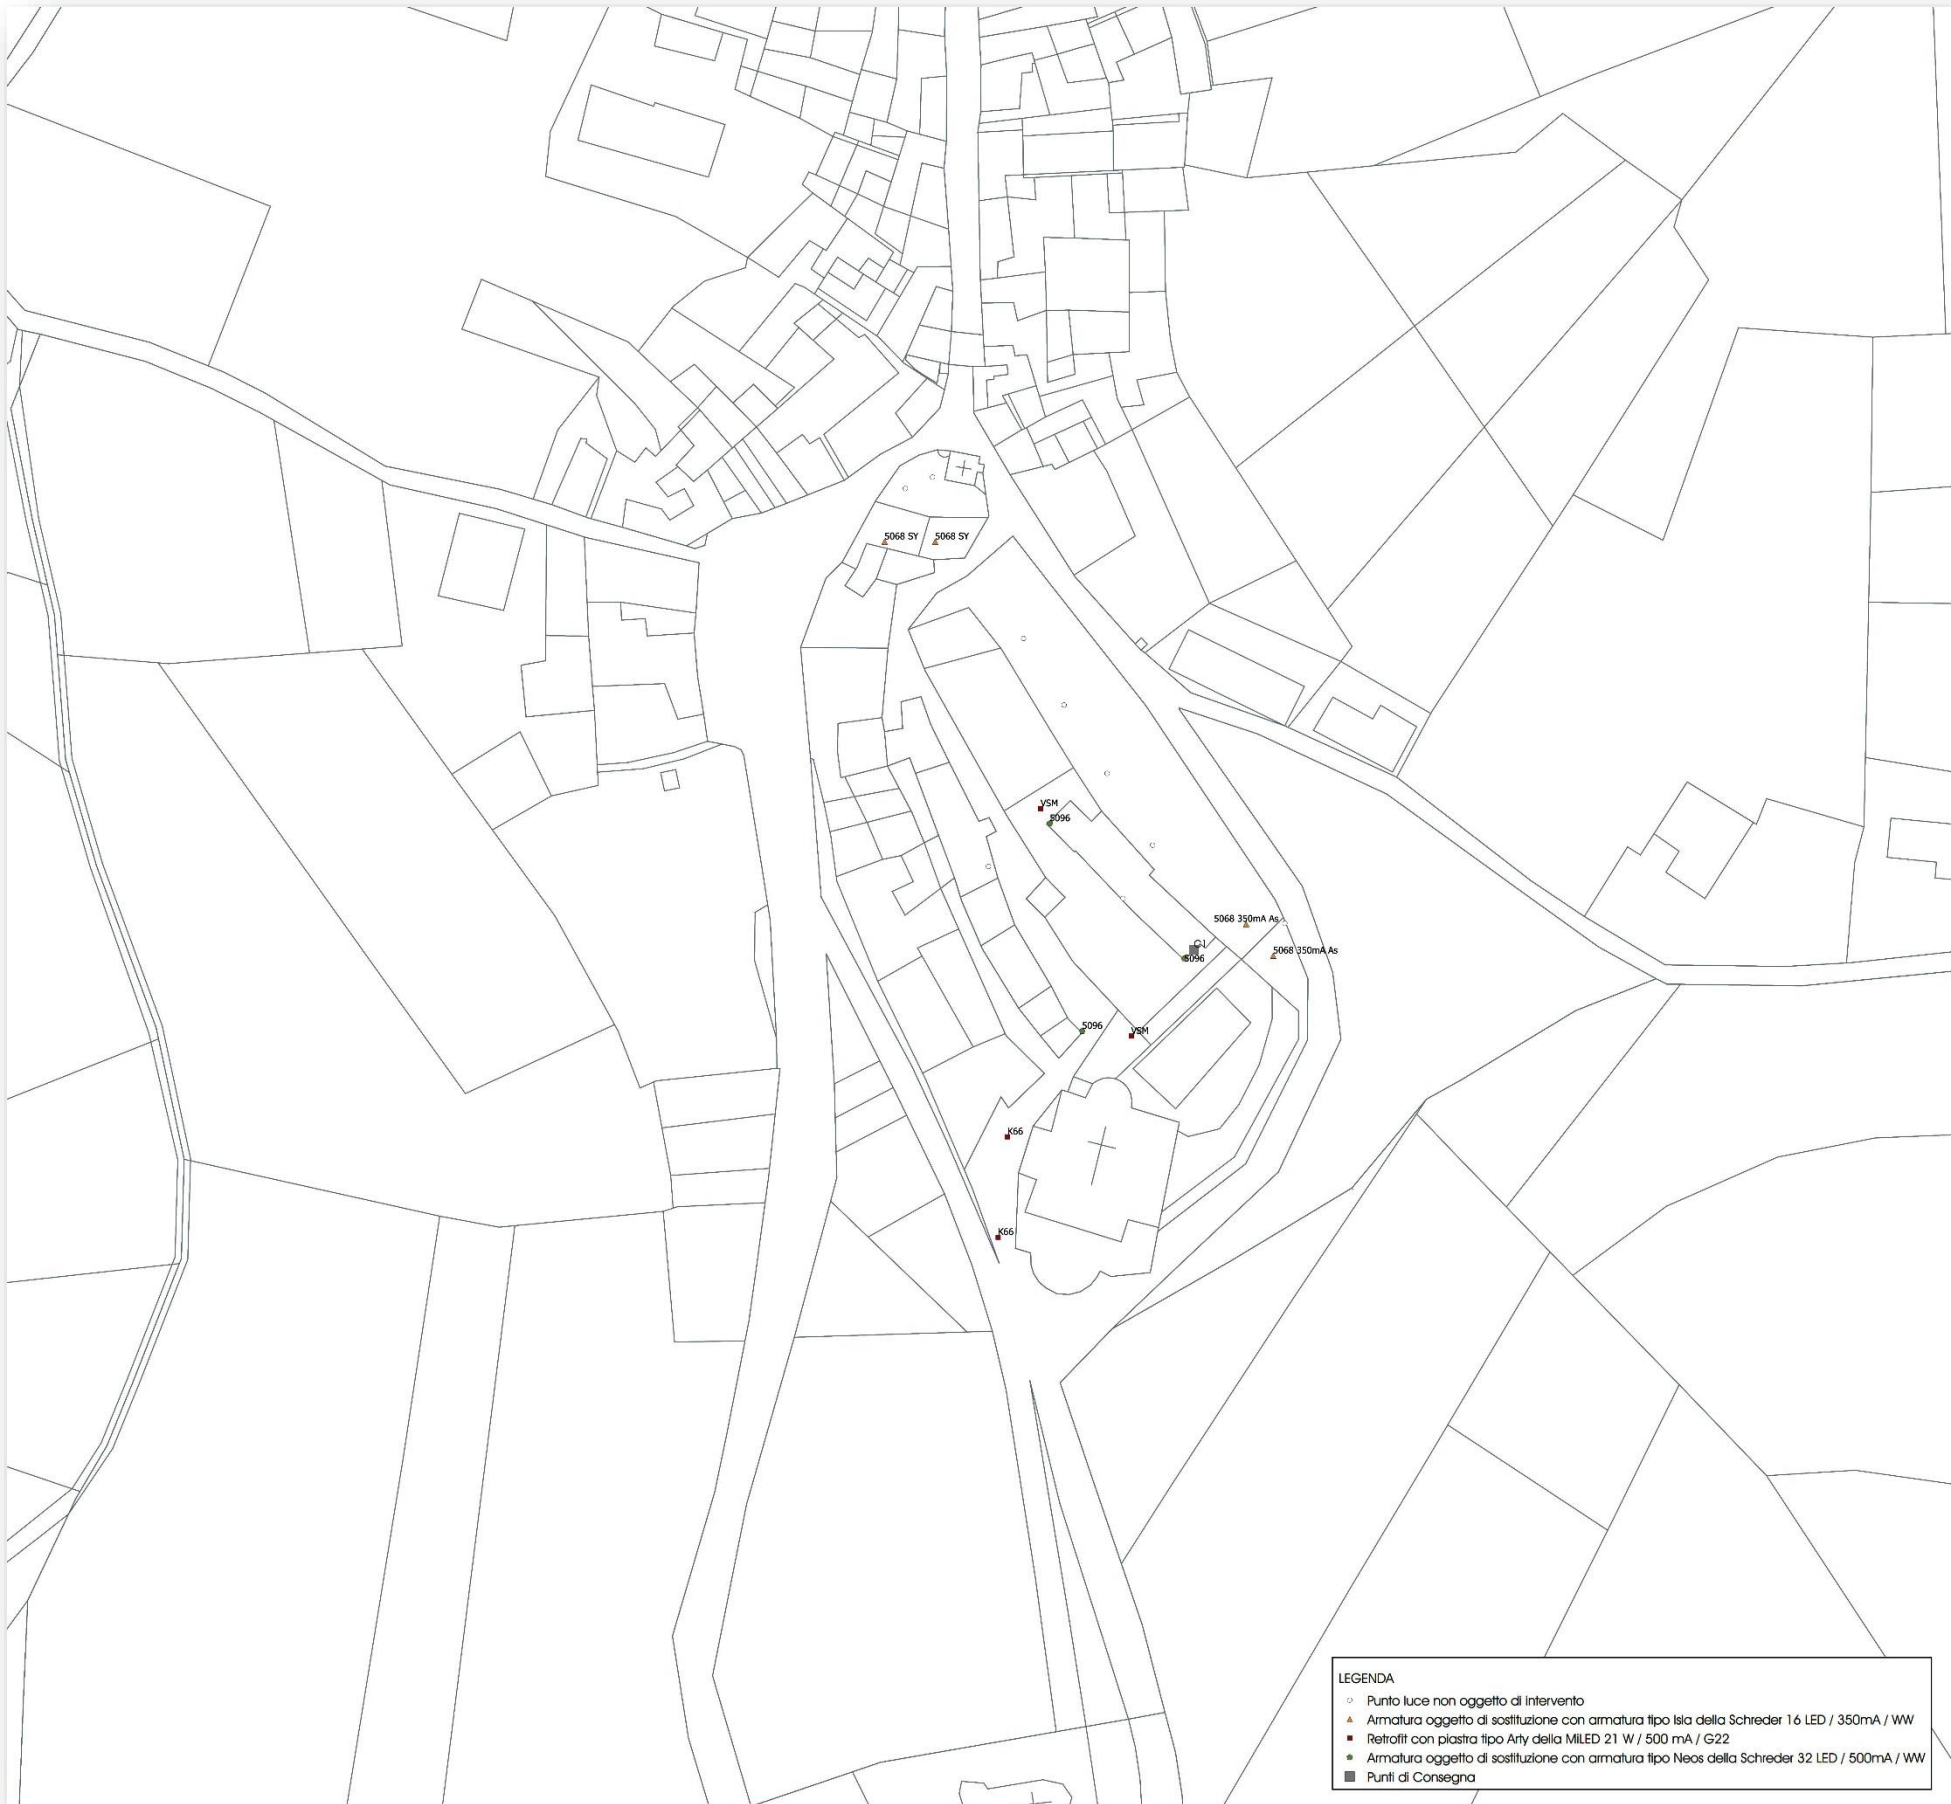 5068 SY
5068 SY
VSM
5096
5068 350mA As
5068 350mA As
5096
5096
VSM
K66
K66
LEGENDA
Punto luce non oggetto di intervento
Armatura oggetto di sostituzione con armatura tipo Isla della Schreder 16 LED / 350mA / WW
Retrofit con piastra tipo Arty della MiLED 21 W / 500 mA / G22
Armatura oggetto di sostituzione con armatura tipo Neos della Schreder 32 LED / 500mA / WW
Punti di Consegna